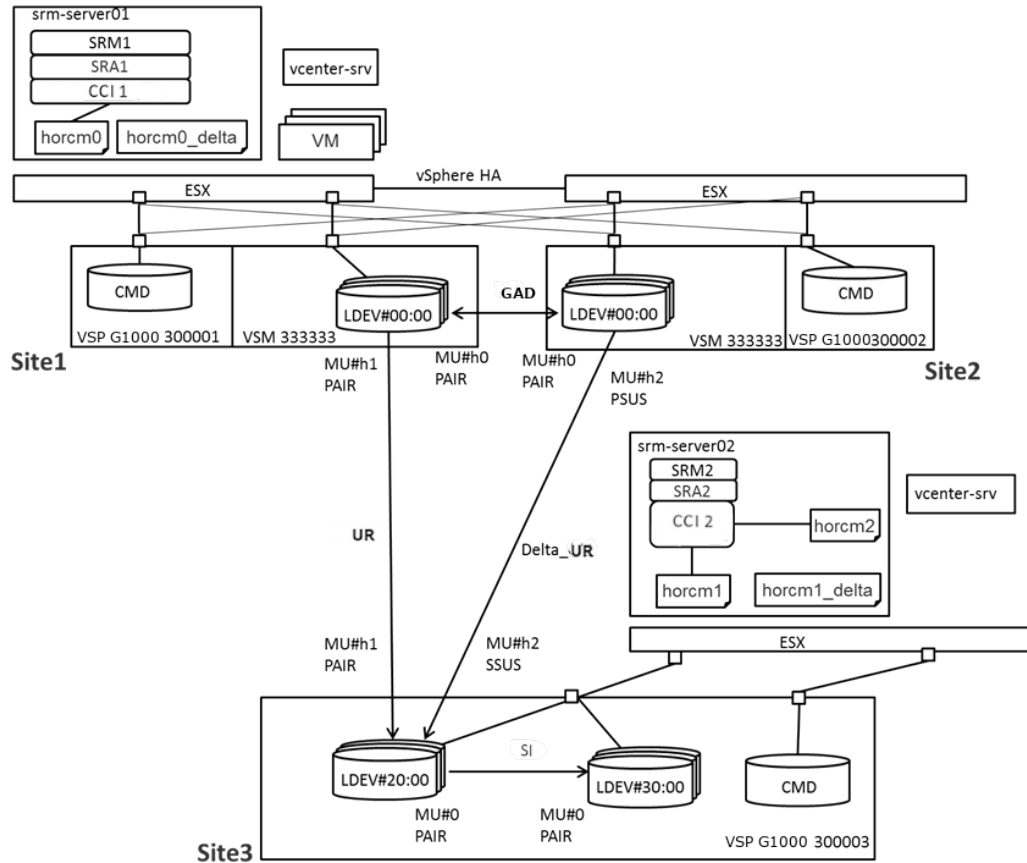 srm-server01
SRM1
SRA1
CCI 1
horcm0
horcm0_delta
vcenter-srv
VM
ESX
vSphere HA
ESX
CMD
VSP G1000 300001
LDEV#00:00
VSM 333333
GAD
LDEV#00:00
VSM 333333
CMD
VSP G1000300002
Site1
Site2
MU#h1
PAIR
MU#h0
PAIR
MU#h0
PAIR
MU#h2
PSUS
srm-server02
SRM2
SRA2
CCI 2
horcm2
horcm1
horcm1_delta
vcenter-srv
UR
Delta_UR
ESX
MU#h1
PAIR
MU#h2
SSUS
LDEV#20:00
SI
LDEV#30:00
CMD
MU#0
PAIR
MU#0
PAIR
VSP G1000 300003
Site3